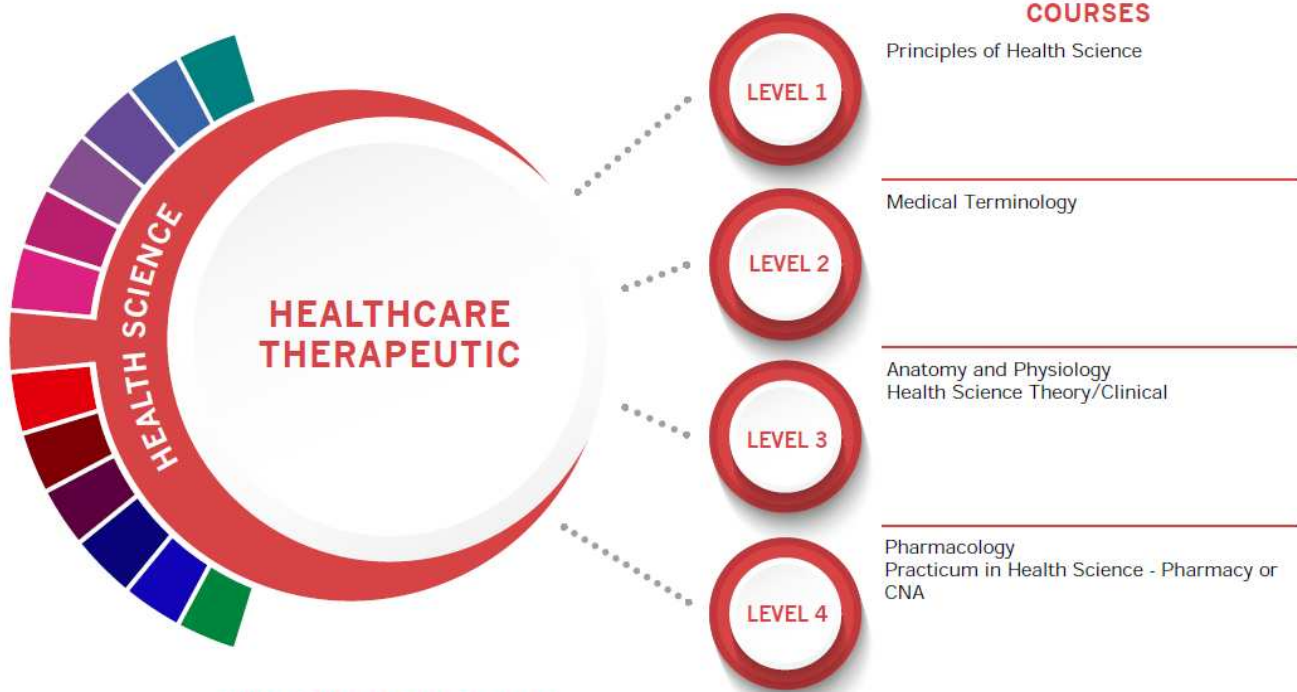 COURSES
HEALTH SCIENCE
HEALTHCARE
THERAPEUTIC
LEVEL 1
Principles of Health Science
LEVEL 2
Medical Terminology
LEVEL 3
Anatomy and Physiology
Health Science Theory/Clinical
LEVEL 4
Pharmacology
Practicum in Health Science - Pharmacy or
CNA